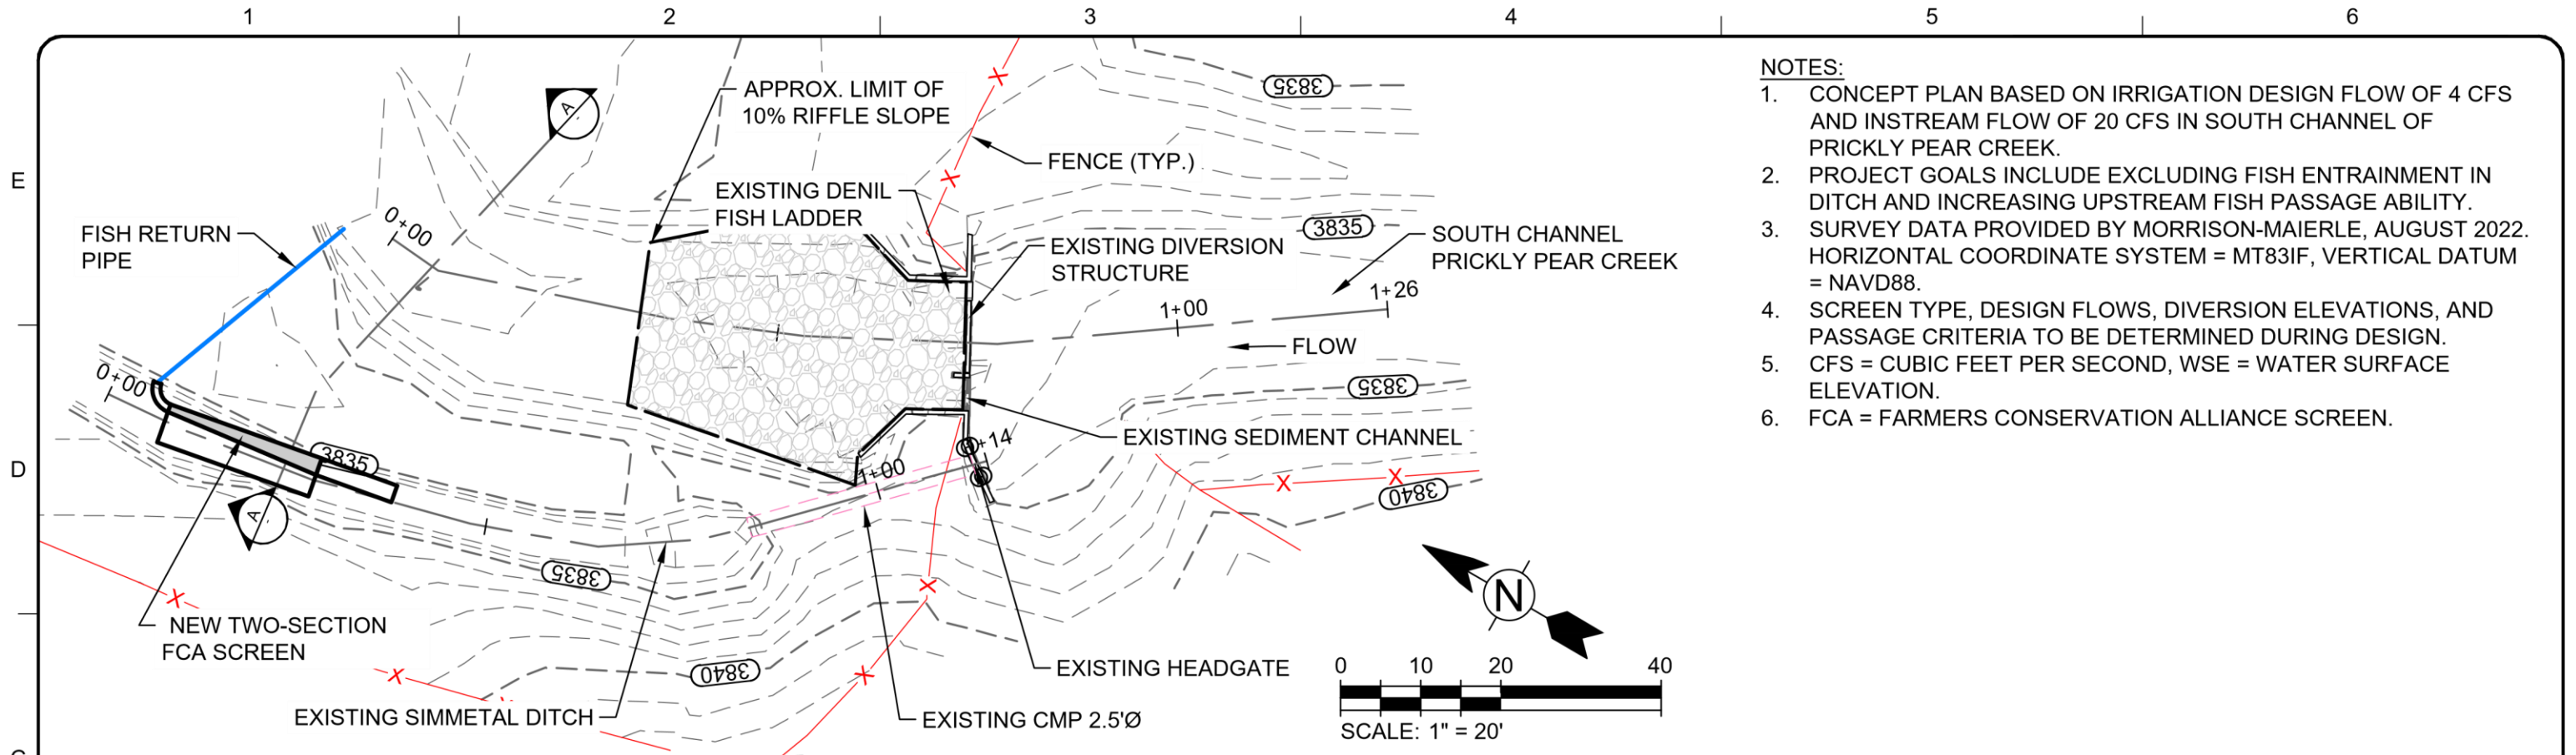 1 2 3 4 5 6
E
D
APPROX. LIMIT OF
10% RIFFLE SLOPE
3835
FENCE (TYP.)
EXISTING DENIL
FISH LADDER
FISH RETURN
PIPE
0+00
3835
SOUTH CHANNEL
PRICKLY PEAR CREEK
EXISTING DIVERSION
STRUCTURE
1+26
1+00
FLOW
0+00
3835
EXISTING SEDIMENT CHANNEL
3835
+14
1+00
3840
3835
A
A
N
NEW TWO-SECTION
FCA SCREEN
3840
EXISTING HEADGATE
EXISTING SIMMETAL DITCH
EXISTING CMP 2.5'Ø
0 10 20 40
SCALE: 1" = 20'
X X X X X X X X
NOTES:
1. CONCEPT PLAN BASED ON IRRIGATION DESIGN FLOW OF 4 CFS
AND INSTREAM FLOW OF 20 CFS IN SOUTH CHANNEL OF
PRICKLY PEAR CREEK.
2. PROJECT GOALS INCLUDE EXCLUDING FISH ENTRAINMENT IN
DITCH AND INCREASING UPSTREAM FISH PASSAGE ABILITY.
3. SURVEY DATA PROVIDED BY MORRISON-MAIERLE, AUGUST 2022.
HORIZONTAL COORDINATE SYSTEM = MT83IF, VERTICAL DATUM
= NAVD88.
4. SCREEN TYPE, DESIGN FLOWS, DIVERSION ELEVATIONS, AND
PASSAGE CRITERIA TO BE DETERMINED DURING DESIGN.
5. CFS = CUBIC FEET PER SECOND, WSE = WATER SURFACE
ELEVATION.
6. FCA = FARMERS CONSERVATION ALLIANCE SCREEN.